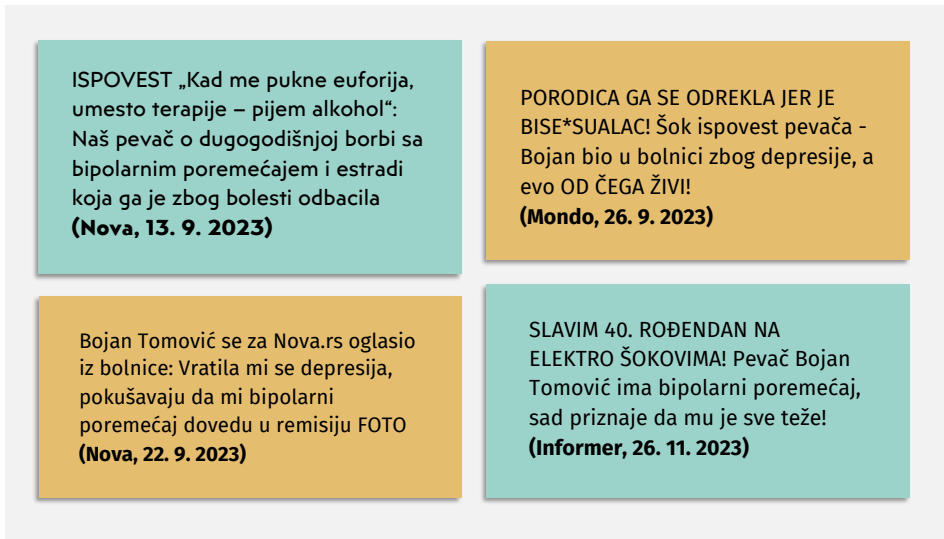 ISPOVEST „Kad me pukne euforija,
umesto terapije – pijem alkohol“:
Naš pevač o dugogodišnjoj borbi sa
bipolarnim poremećajem i estradi
koja ga je zbog bolesti odbacila
(Nova, 13. 9. 2023)
PORODICA GA SE ODREKLA JER JE
BISE*SUALAC! Šok ispovest pevača -
Bojan bio u bolnici zbog depresije, a
evo OD ČEGA ŽIVI!
(Mondo, 26. 9. 2023)
Bojan Tomović se za Nova.rs oglasio
iz bolnice: Vratila mi se depresija,
pokušavaju da mi bipolarni
poremećaj dovedu u remisiju FOTO
(Nova, 22. 9. 2023)
SLAVIM 40. ROĐENDAN NA
ELEKTRO ŠOKOVIMA! Pevač Bojan
Tomović ima bipolarni poremećaj,
sad priznaje da mu je sve teže!
(Informer, 26. 11. 2023)